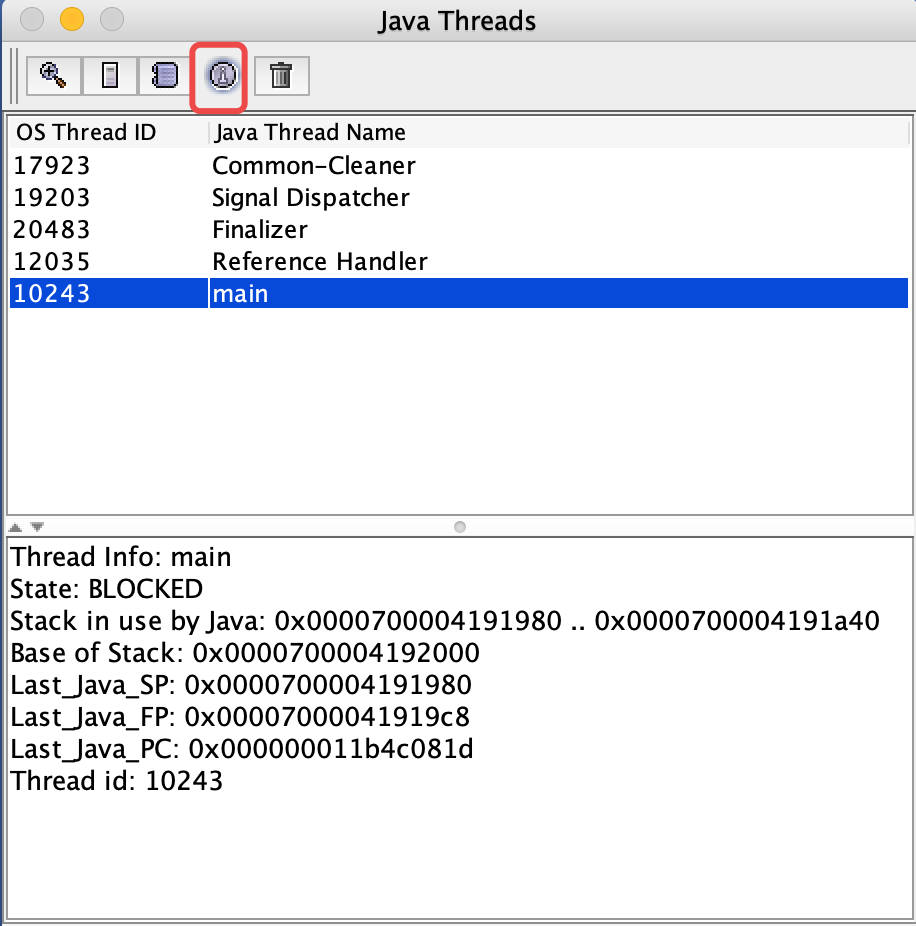 Java Threads
OS Thread ID Java Thread Name
17923 Common-Cleaner
19203 Signal Dispatcher
20483 Finalizer
12035 Reference Handler
10243 main
Thread Info: main
State: BLOCKED
Stack in use by Java: 0x0000700004191980 .. 0x0000700004191a40
Base of Stack: 0x0000700004192000
Last_Java_SP: 0x0000700004191980
Last_Java_FP: 0x00007000041919c8
Last_Java_PC: 0x000000011b4c081d
Thread id: 10243